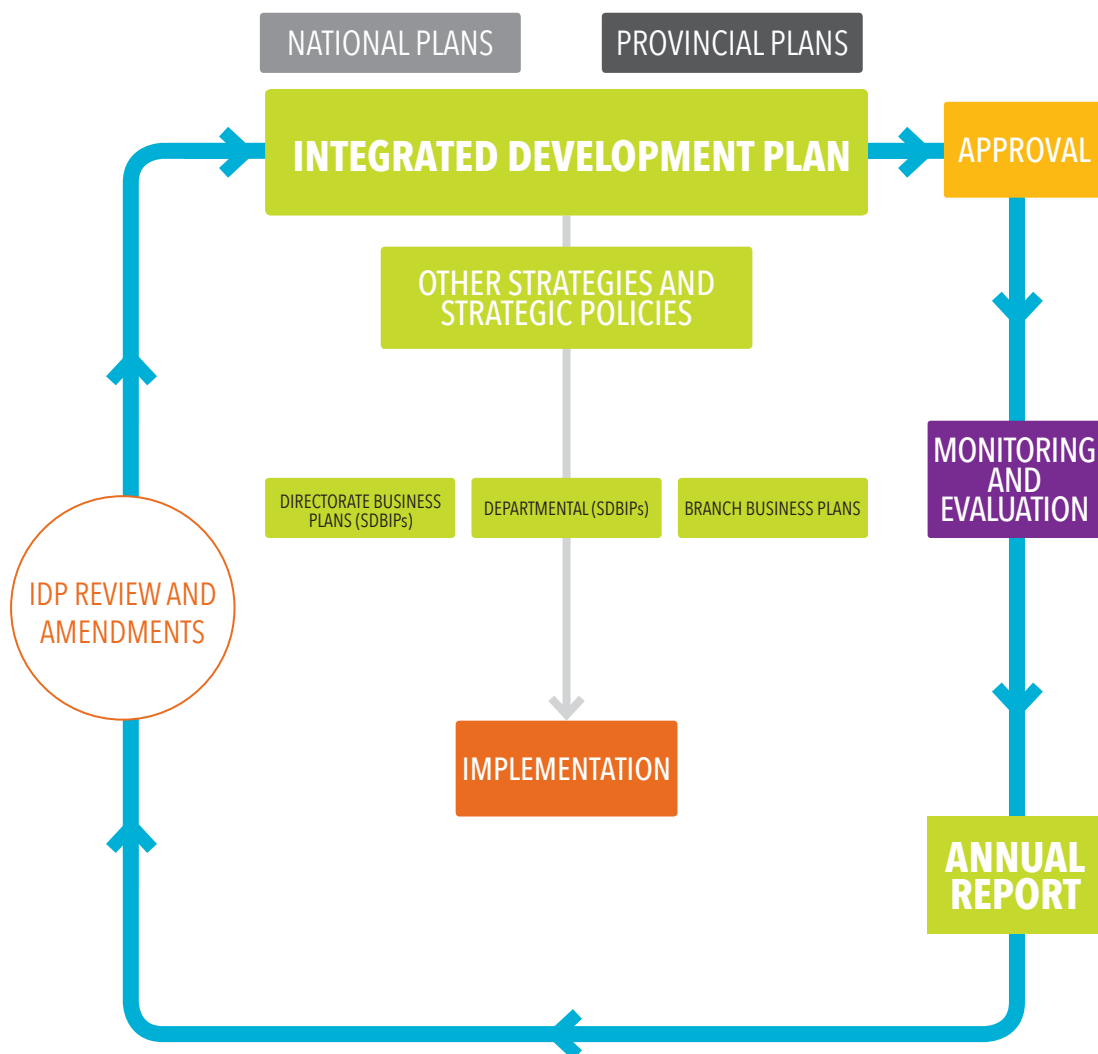 NATIONAL PLANS
PROVINCIAL PLANS
INTEGRATED DEVELOPMENT PLAN
APPROVAL
OTHER STRATEGIES AND
STRATEGIC POLICIES
MONITORING
AND
EVALUATION
DIRECTORATE BUSINESS
PLANS (SDBIPs)
DEPARTMENTAL (SDBIPs)
BRANCH BUSINESS PLANS
IDP REVIEW AND
AMENDMENTS
IMPLEMENTATION
ANNUAL
REPORT